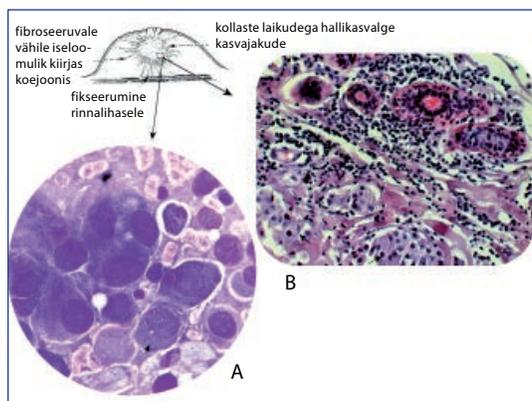 fibroseeruvale
vähile iseloo-
mulik kiirjas
koejoonis
kollaste laikudega hallikasvalge
kasvajakude
fikseerumine
rinnalihasele
B
A